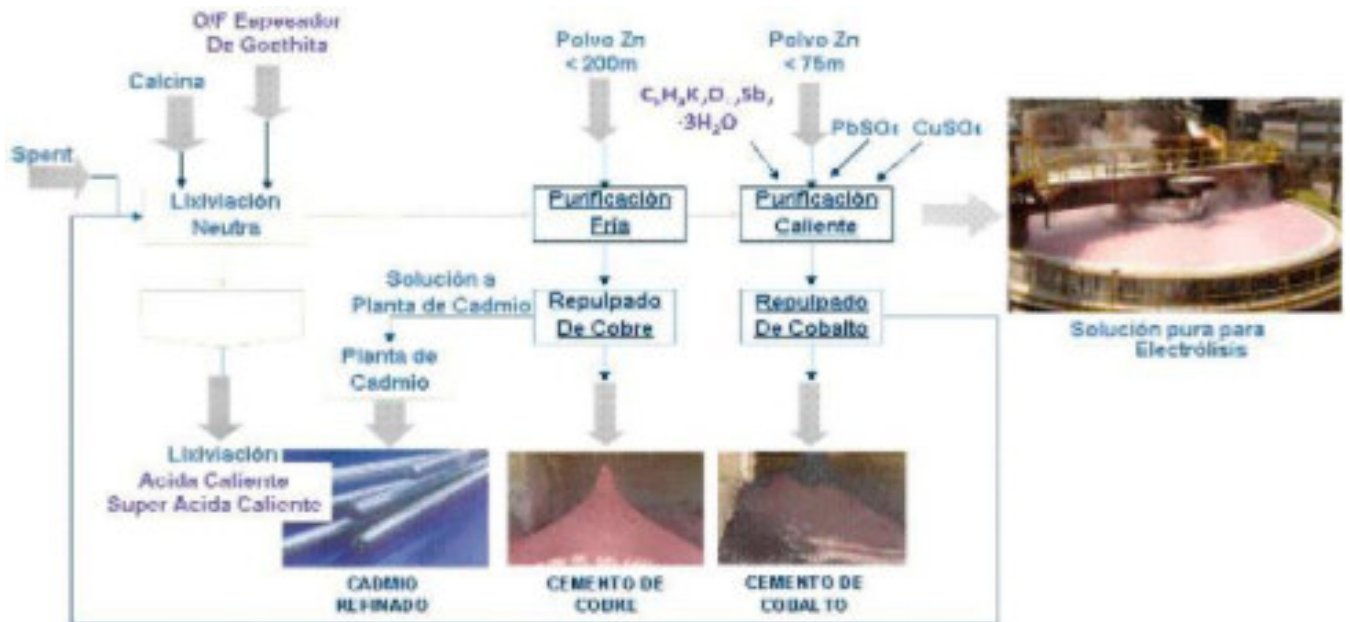 O/F Espesador
De Goethita
Calcina
Spent
Lixiviación
Neutra
Polvo Zn
< 200m
Polvo Zn
< 75m
·3H₂O
PbSO₄
CuSO₄
Purificación
Fría
Purificación
Caliente
Solución a
Planta de Cadmio
Repulpado
De Cobre
Repulpado
De Cobalto
Solución pura para
Electrólisis
Planta de
Cadmio
Lixiviación
Acida Caliente
Super Acida Caliente
CADMIO
REFINADO
CEMENTO DE
COBRE
CEMENTO DE
COBALTO